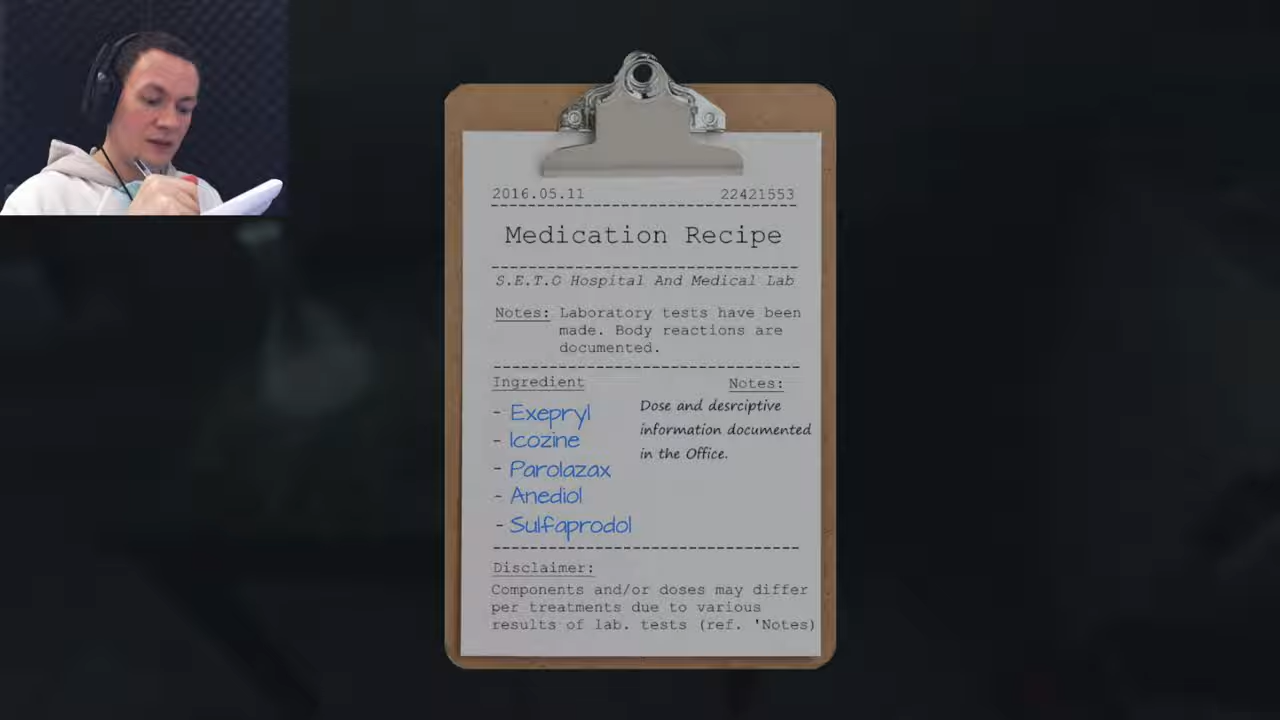 2016.05.11 22421553
Medication Recipe
S.E.T.O Hospital And Medical Lab
Notes: Laboratory tests have been
made. Body reactions are
documented.
Ingredient Notes:
- Exepryl
- Icozine
- Parolazax
- Anediol
- Sulfaprodol
Dose and desrciptive
information documented
in the Office.
Disclaimer:
Components and/or doses may differ
per treatments due to various
results of lab. tests (ref. 'Notes)